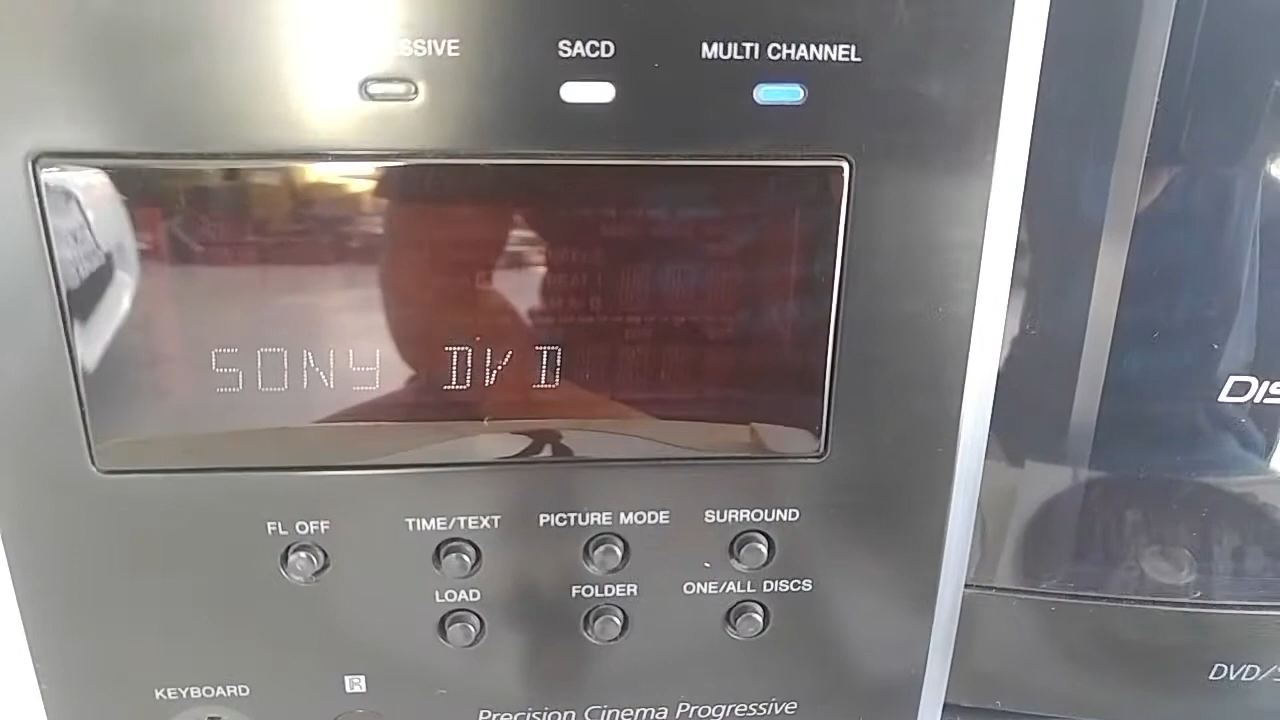 SACD
MULTI CHANNEL
SONY DVD
FL OFF
TIME/TEXT
PICTURE MODE
SURROUND
LOAD
FOLDER
ONE/ALL DISCS
KEYBOARD
Precision Cinema Progressive
DVD/